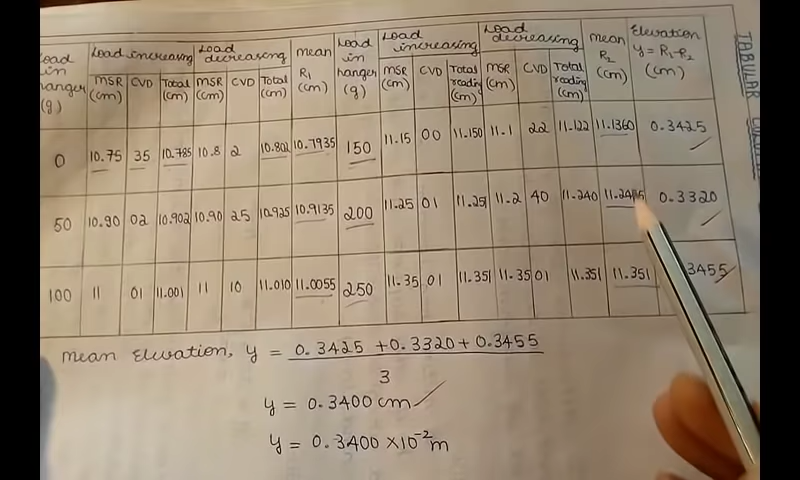 Load in hanger (g) Load increasing Load decreasing mean R1 (cm) Load in hanger (g) Load increasing Load decreasing mean R2 (cm) Elevation y = R1-R2 (cm)
MSR (cm) CVD Total (cm) MSR (cm) CVD Total (cm) MSR (cm) CVD Total reading (cm) MSR (cm) CVD Total reading (cm)
0 10.75 35 10.785 10.8 2 10.802 10.7935 150 11.15 00 11.150 11.1 22 11.122 11.1360 0.3425
50 10.90 02 10.902 10.90 25 10.925 10.9135 200 11.25 01 11.251 11.2 40 11.240 11.2455 0.3320
100 11 01 11.001 11 10 11.010 11.0055 250 11.35 01 11.351 11.35 01 11.351 11.351 3455
mean Elevation, y = 0.3425 + 0.3320 + 0.3455
3
y = 0.3400 cm
y = 0.3400 × 10⁻² m
TABULAR